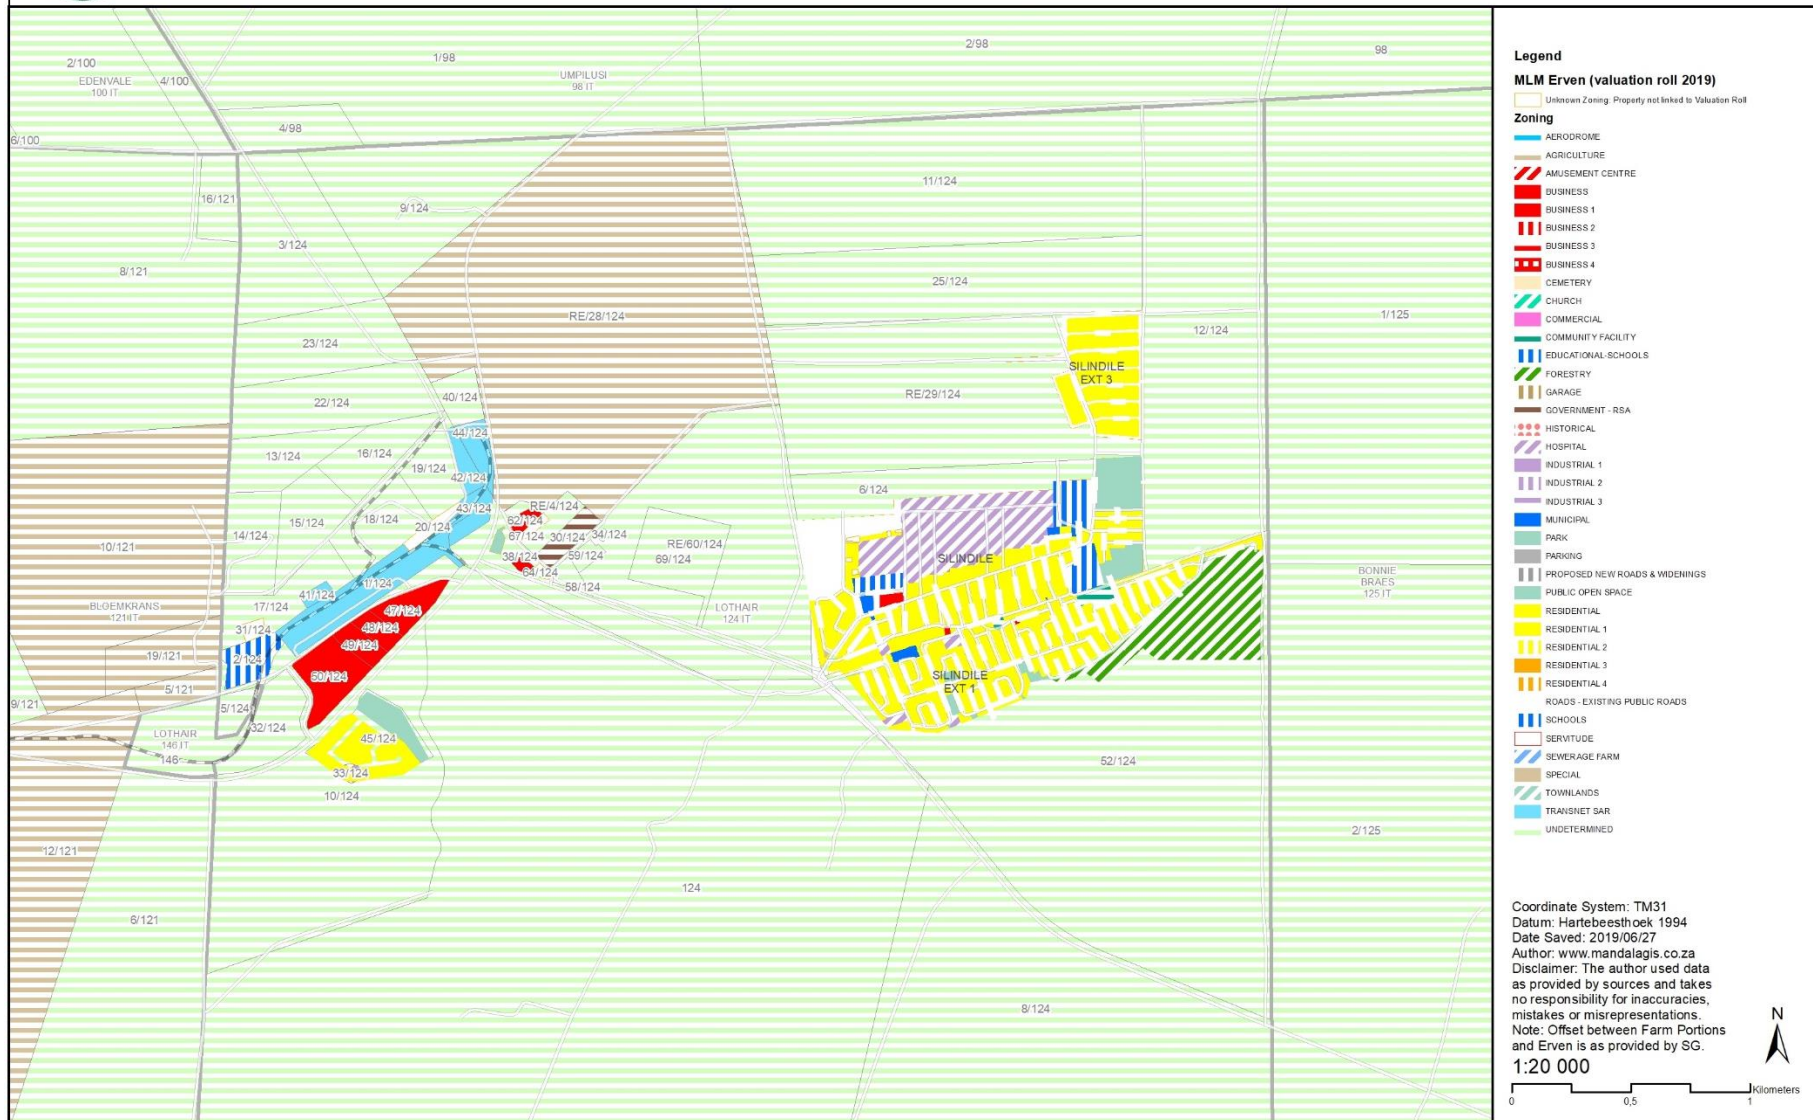 2/100
EDENVALE
100 IT
4/100
1/98
UMPILUSI
98 IT
2/98
98
6/100
4/98
16/121
9/124
11/124
3/124
8/121
25/124
RE/28/124
1/125
12/124
23/124
SILINDILE
EXT 3
22/124
40/124
RE/29/124
44/124
13/124
16/124
19/124
42/124
6/124
43/124
RE/4/124
62/124
20/124
18/124
15/124
14/124
67/124
30/124
34/124
38/124
59/124
64/124
58/124
RE/60/124
69/124
SILINDILE
10/121
1/124
41/124
17/124
47/124
48/124
49/124
BLOEMKRANS
121 IT
LOTHAIR
124 IT
BONNIE
BRAES
125 IT
31/124
2/124
19/121
50/124
5/121
9/121
5/124
32/124
SILINDILE
EXT 1
LOTHAIR
146 IT
146
45/124
33/124
10/124
52/124
2/125
12/121
124
6/121
8/124
Legend
MLM Erven (valuation roll 2019)
Unknown Zoning: Property not linked to Valuation Roll
Zoning
AERODROME
AGRICULTURE
AMUSEMENT CENTRE
BUSINESS
BUSINESS 1
BUSINESS 2
BUSINESS 3
BUSINESS 4
CEMETERY
CHURCH
COMMERCIAL
COMMUNITY FACILITY
EDUCATIONAL-SCHOOLS
FORESTRY
GARAGE
GOVERNMENT - RSA
HISTORICAL
HOSPITAL
INDUSTRIAL 1
INDUSTRIAL 2
INDUSTRIAL 3
MUNICIPAL
PARK
PARKING
PROPOSED NEW ROADS & WIDENINGS
PUBLIC OPEN SPACE
RESIDENTIAL
RESIDENTIAL 1
RESIDENTIAL 2
RESIDENTIAL 3
RESIDENTIAL 4
ROADS - EXISTING PUBLIC ROADS
SCHOOLS
SERVITUDE
SEWERAGE FARM
SPECIAL
TOWNLANDS
TRANSNET SAR
UNDETERMINED
Coordinate System: TM31
Datum: Hartebeesthoek 1994
Date Saved: 2019/06/27
Author: www.mandalagis.co.za
Disclaimer: The author used data
as provided by sources and takes
no responsibility for inaccuracies,
mistakes or misrepresentations.
Note: Offset between Farm Portions
and Erven is as provided by SG.
N
1:20 000
Kilometers
0 0,5 1